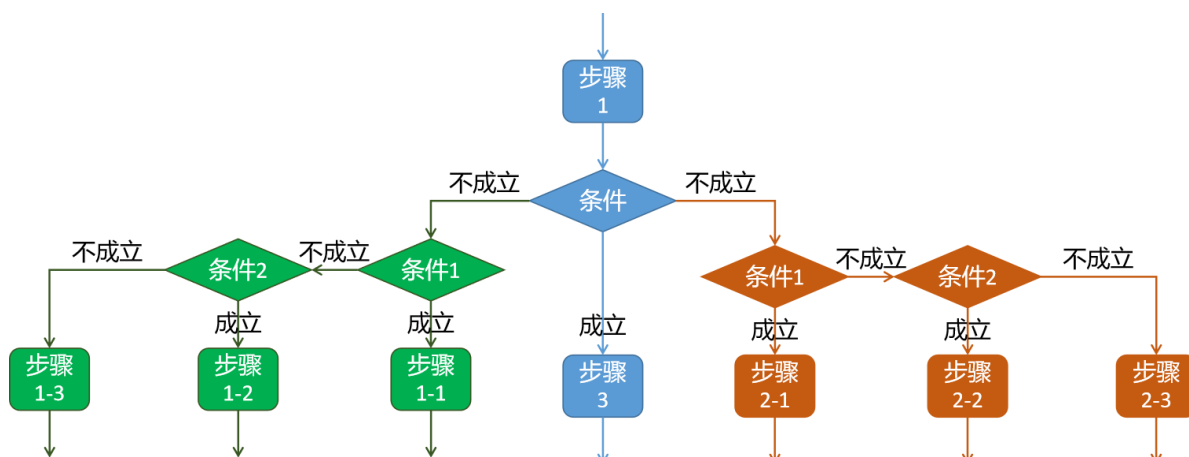 步骤
1
不成立
条件
不成立
不成立
条件2
不成立
条件1
条件1
不成立
条件2
不成立
成立
成立
成立
成立
成立
步骤
1-3
步骤
1-2
步骤
1-1
步骤
3
步骤
2-1
步骤
2-2
步骤
2-3